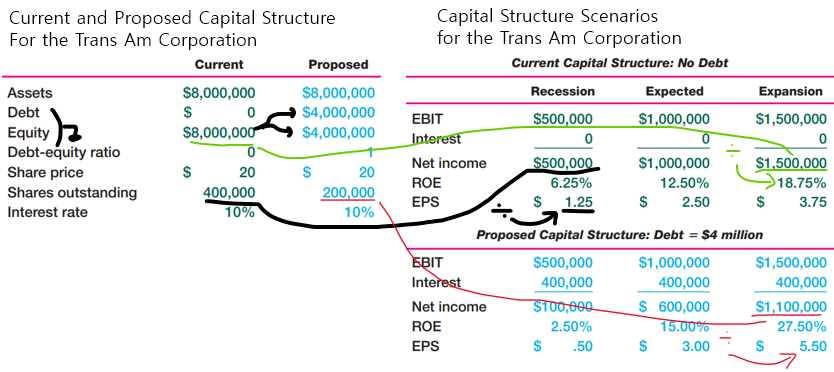 Current and Proposed Capital Structure
For the Trans Am Corporation
Current Proposed
Assets $8,000,000 $8,000,000
Debt $ 0 $4,000,000
Equity $8,000,000 $4,000,000
Debt-equity ratio 0 1
Share price $ 20 $ 20
Shares outstanding 400,000 200,000
Interest rate 10% 10%
Capital Structure Scenarios
for the Trans Am Corporation
Current Capital Structure: No Debt
Recession Expected Expansion
EBIT $500,000 $1,000,000 $1,500,000
Interest 0 0 0
Net income $500,000 $1,000,000 $1,500,000
ROE 6.25% 12.50% 18.75%
EPS $ 1.25 $ 2.50 $ 3.75
Proposed Capital Structure: Debt = $4 million
EBIT $500,000 $1,000,000 $1,500,000
Interest 400,000 400,000 400,000
Net income $100,000 $ 600,000 $1,100,000
ROE 2.50% 15.00% 27.50%
EPS $ .50 $ 3.00 $ 5.50